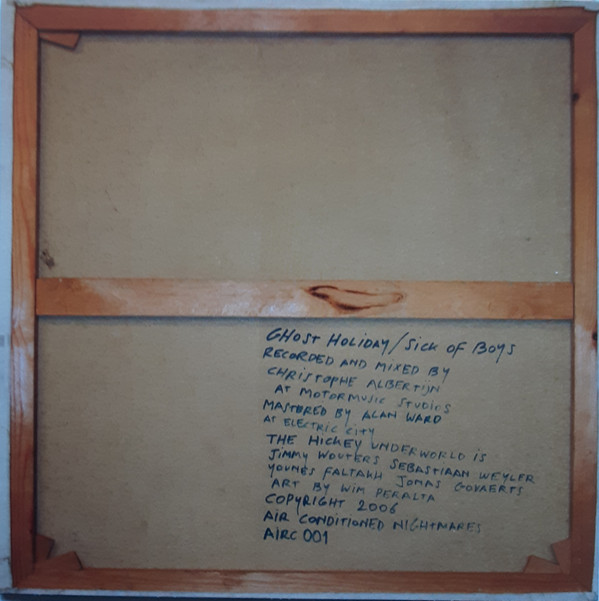 GHOST HOLIDAY/SICK OF BOYS
RECORDED AND MIXED BY
CHRISTOPHE ALBERTIJN
AT MOTORMUSIC STUDIOS
MASTERED BY ALAN WARD
AT ELECTRIC CITY
THE HICKEY UNDERWORLD IS
JIMMY WOUTERS SEBASTIAAN WEYLER
YOUNES FALTAKH JONAS GOVAERTS
ART BY WIM PERALTA
COPYRIGHT 2006
AIR CONDITIONED NIGHTMARES
AIRC 001